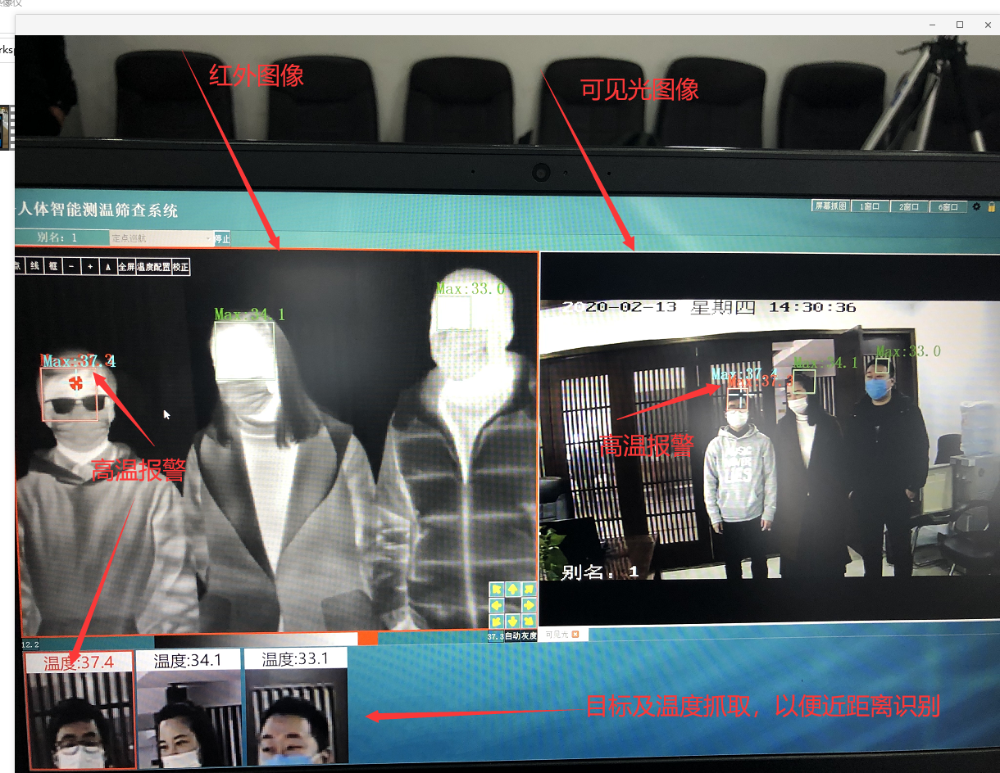 像仪
rksp
红外图像
可见光图像
人体智能测温筛查系统
屏幕抓图
1窗口
2窗口
6窗口
别名: 1
定点巡航
停止
点 线 框 - + A 全屏 温度配置 校正
Max:37.4
Max:34.1
Max:33.0
2020-02-13 星期四 14:30:36
Max:37.4
Max:34.1
Max:33.0
高温报警
高温报警
别名: 1
12.2
37.3
自动灰度
可见光
温度:37.4
温度:34.1
温度:33.1
目标及温度抓取，以便近距离识别